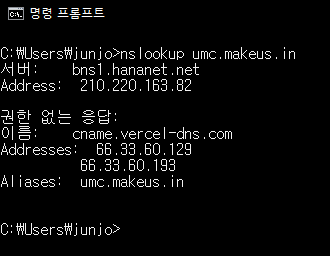 명령 프롬프트
C:\Users\junjo>nslookup umc.makeus.in
서버:    bns1.hananet.net
Address:  210.220.163.82
권한 없는 응답:
이름:    cname.vercel-dns.com
Addresses:  66.33.60.129
          66.33.60.193
Aliases:  umc.makeus.in
C:\Users\junjo>